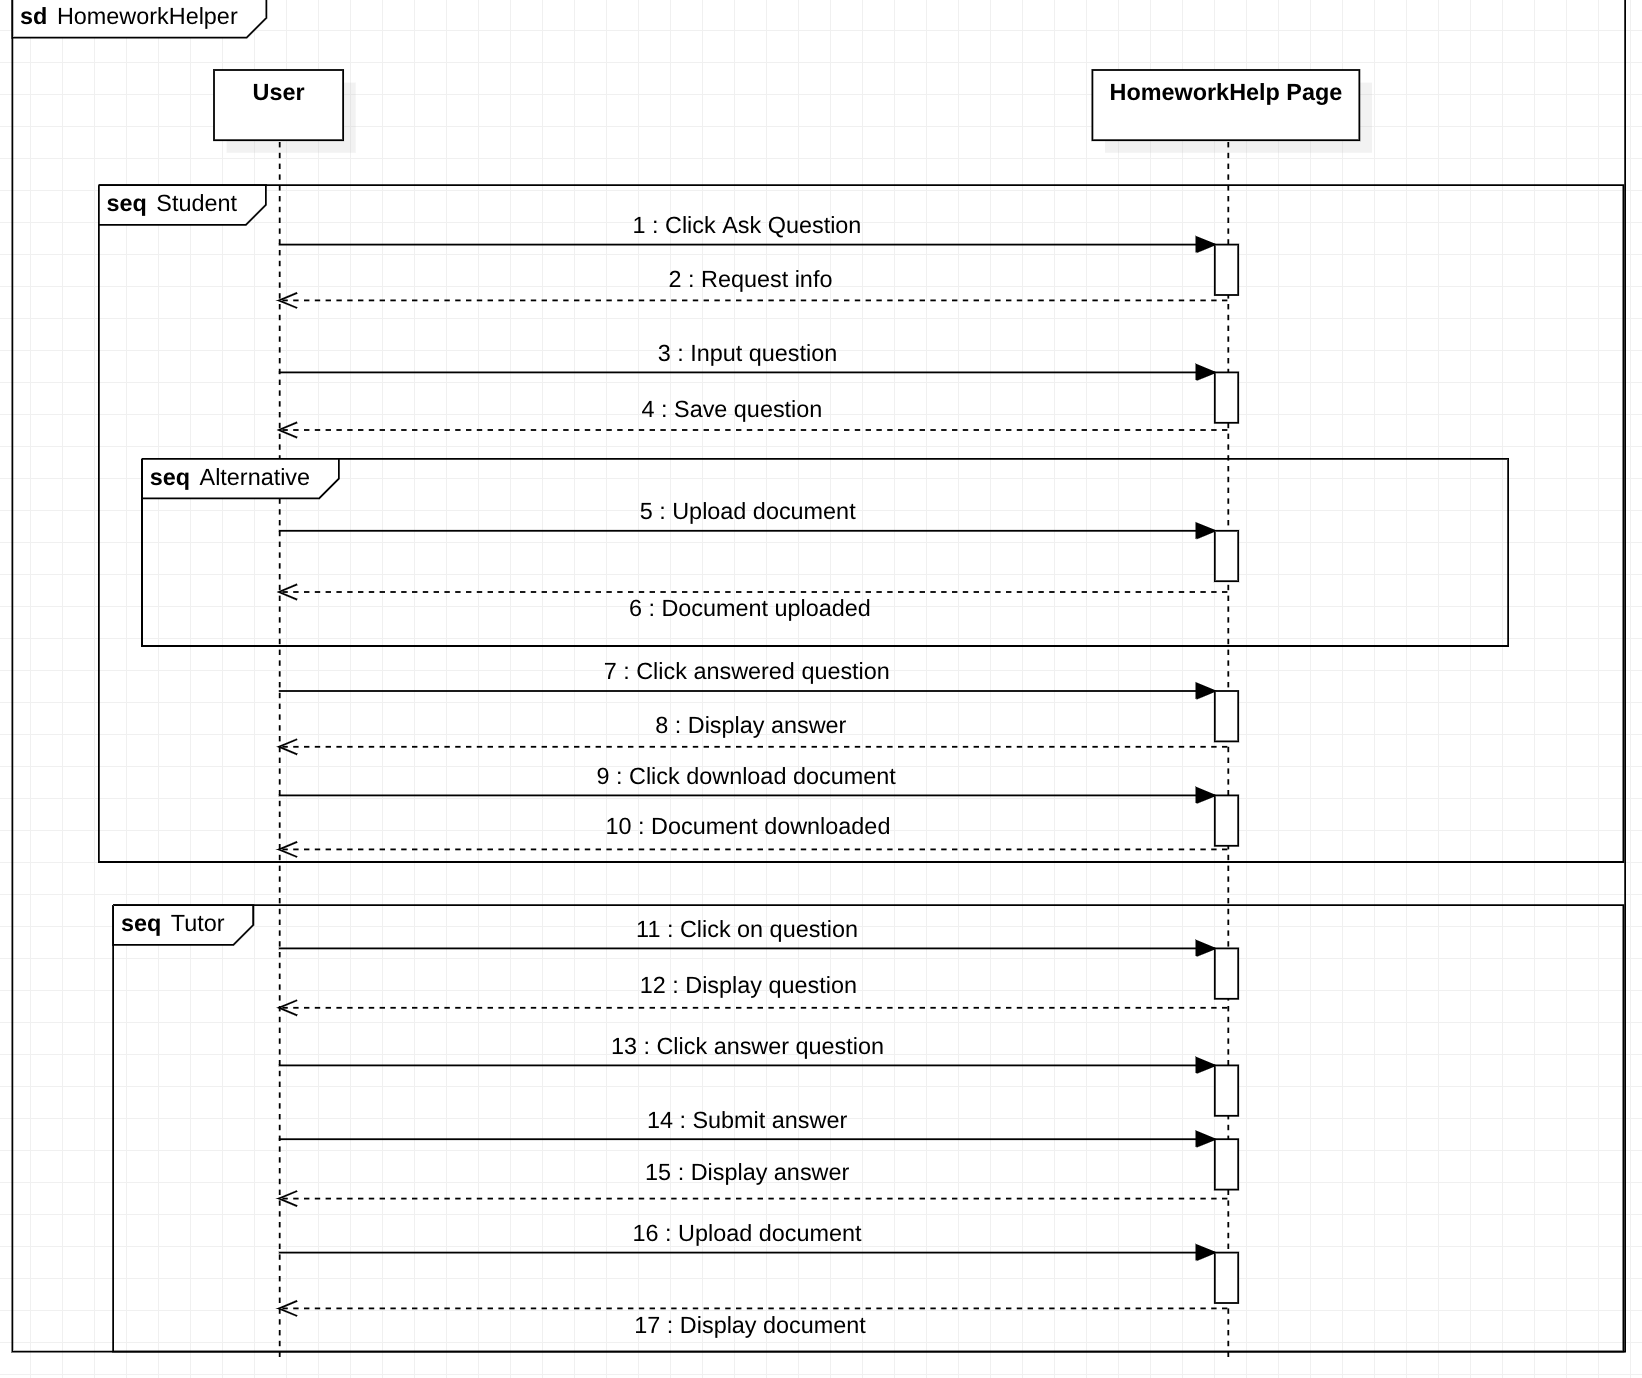 sd HomeworkHelper
User
HomeworkHelp Page
seq Student
1 : Click Ask Question
2 : Request info
3 : Input question
4 : Save question
seq Alternative
5 : Upload document
6 : Document uploaded
7 : Click answered question
8 : Display answer
9 : Click download document
10 : Document downloaded
seq Tutor
11 : Click on question
12 : Display question
13 : Click answer question
14 : Submit answer
15 : Display answer
16 : Upload document
17 : Display document